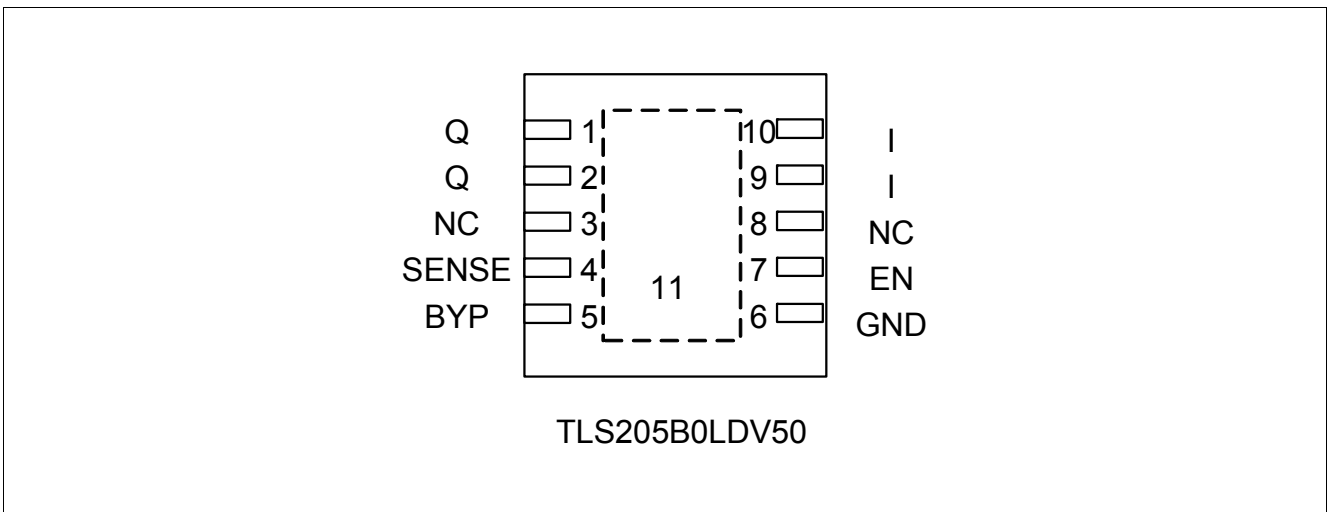 Q 1 10 I
Q 2 9 I
NC 3 8 NC
SENSE 4 7 EN
BYP 5 6 GND
11
TLS205B0LDV50